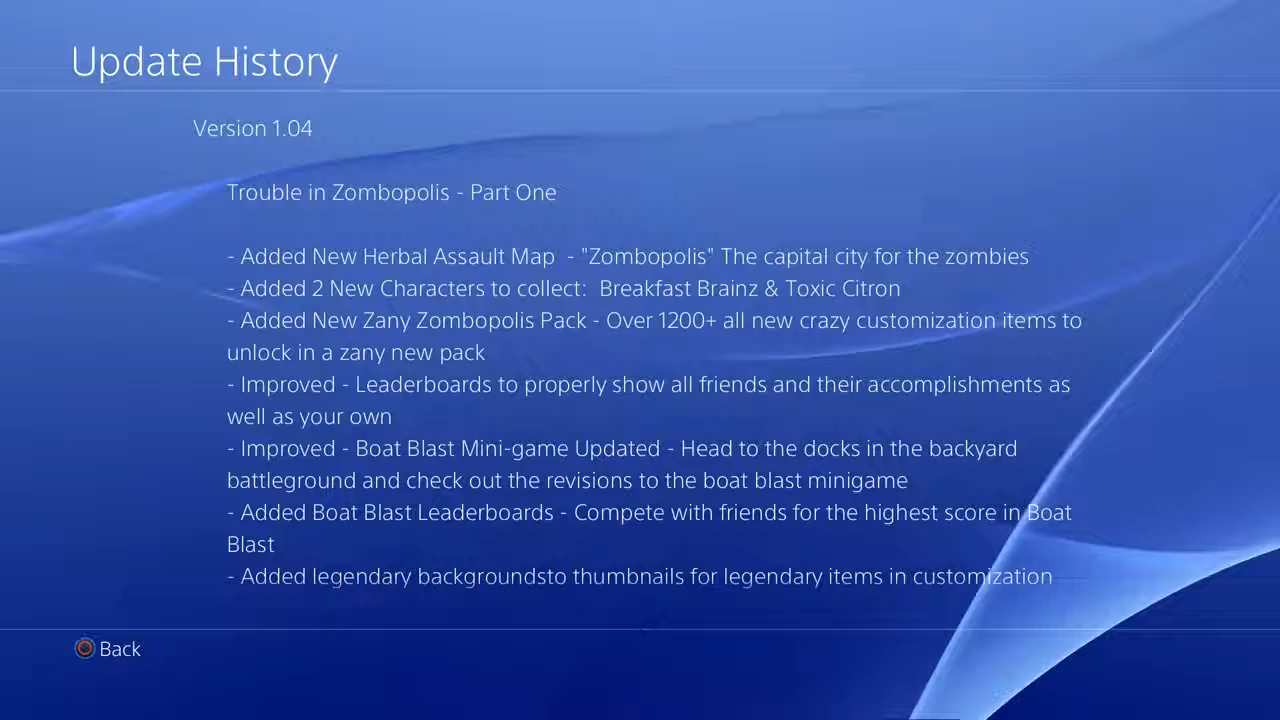 Update History
Version 1.04
Trouble in Zombopolis - Part One
- Added New Herbal Assault Map  - "Zombopolis" The capital city for the zombies
- Added 2 New Characters to collect:  Breakfast Brainz & Toxic Citron
- Added New Zany Zombopolis Pack - Over 1200+ all new crazy customization items to
unlock in a zany new pack
- Improved - Leaderboards to properly show all friends and their accomplishments as
well as your own
- Improved - Boat Blast Mini-game Updated - Head to the docks in the backyard
battleground and check out the revisions to the boat blast minigame
- Added Boat Blast Leaderboards - Compete with friends for the highest score in Boat
Blast
- Added legendary backgroundsto thumbnails for legendary items in customization
Back